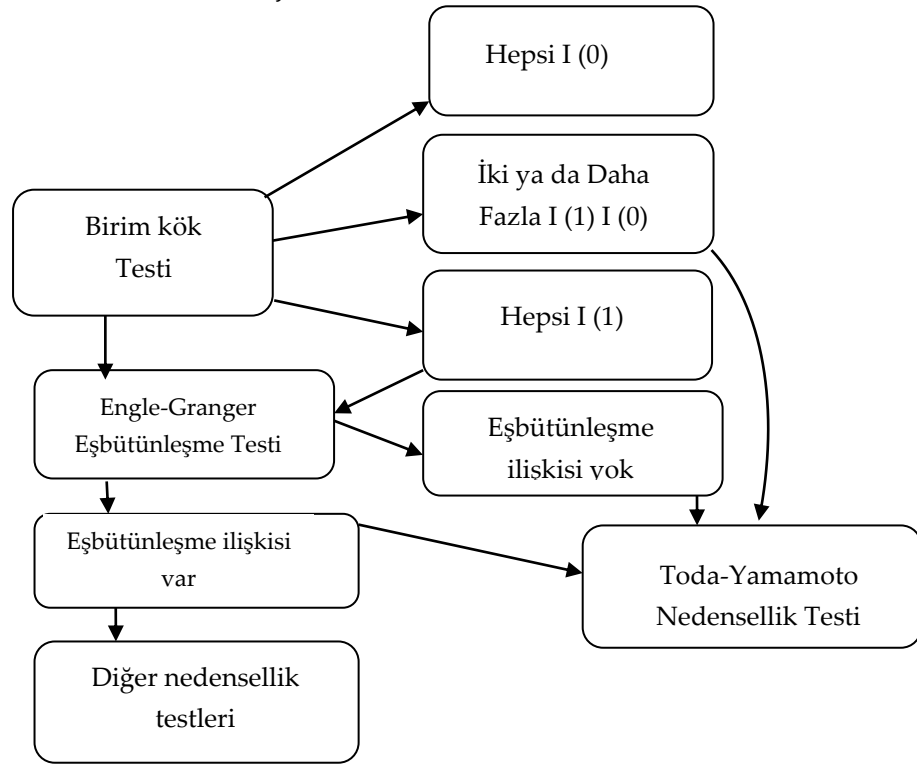 Hepsi I (0)
İki ya da Daha
Fazla I (1) I (0)
Birim kök
Testi
Hepsi I (1)
Engle-Granger
Eşbütünleşme Testi
Eşbütünleşme
ilişkisi yok
Eşbütünleşme ilişkisi
var
Toda-Yamamoto
Nedensellik Testi
Diğer nedensellik
testleri